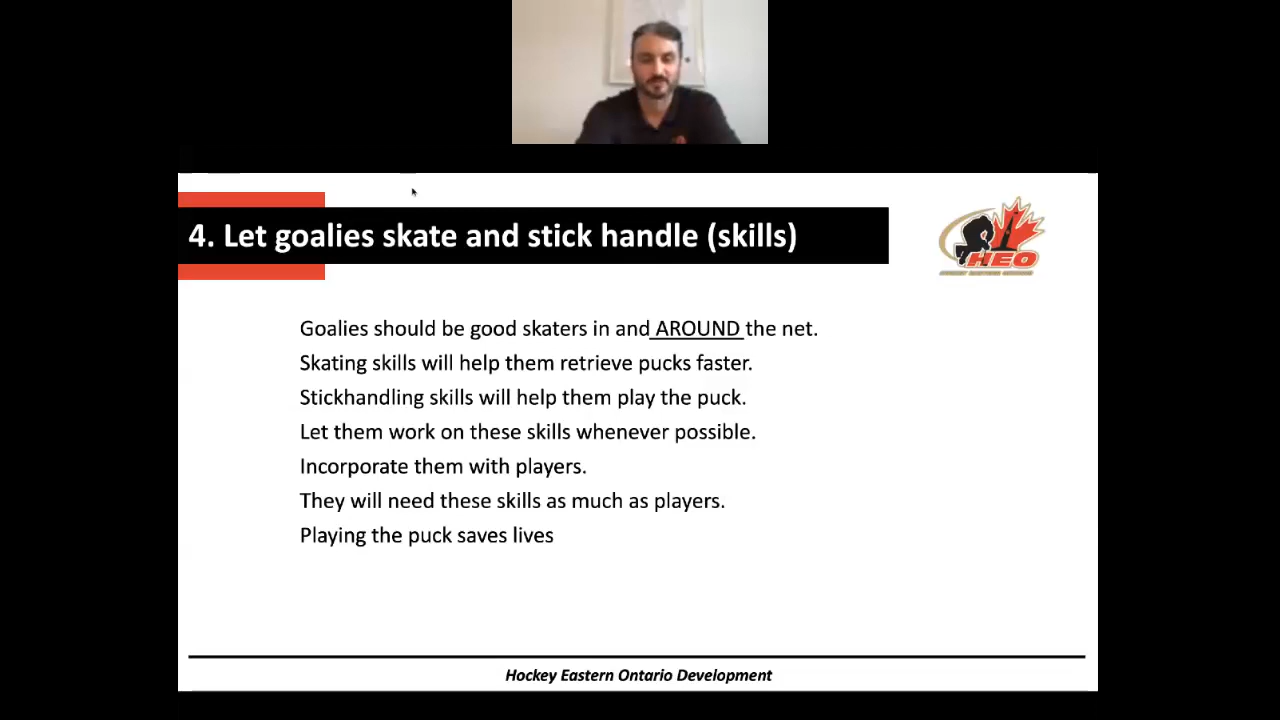 4. Let goalies skate and stick handle (skills)
HEO
HOCKEY EASTERN ONTARIO
Goalies should be good skaters in and AROUND the net.
Skating skills will help them retrieve pucks faster.
Stickhandling skills will help them play the puck.
Let them work on these skills whenever possible.
Incorporate them with players.
They will need these skills as much as players.
Playing the puck saves lives
Hockey Eastern Ontario Development